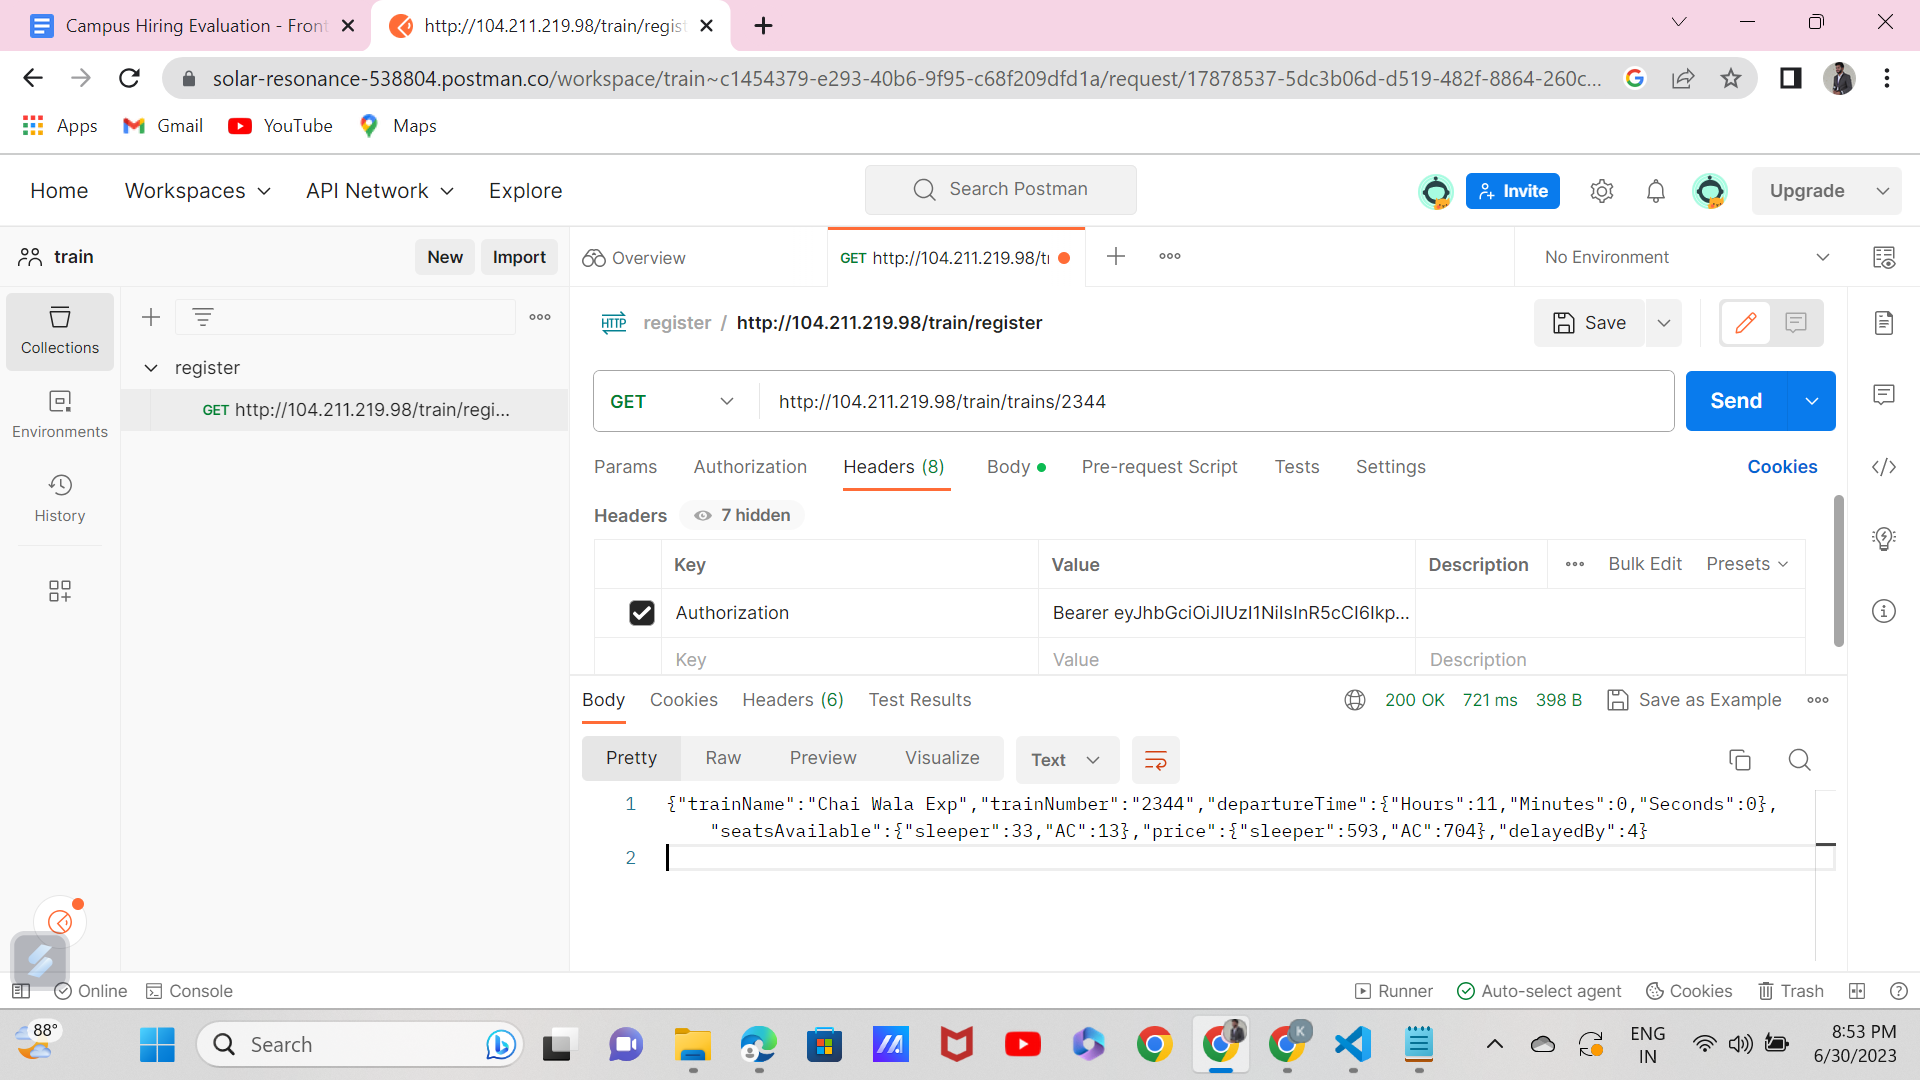 Campus Hiring Evaluation - Front
http://104.211.219.98/train/regist
solar-resonance-538804.postman.co/workspace/train~c1454379-e293-40b6-9f95-c68f209dfd1a/request/17878537-5dc3b06d-d519-482f-8864-260c...
Apps Gmail YouTube Maps
Home Workspaces API Network Explore Search Postman Invite Upgrade
train New Import
Overview GET http://104.211.219.98/tr No Environment
Collections
register
GET http://104.211.219.98/train/regi...
Environments
History
HTTP register / http://104.211.219.98/train/register Save
GET http://104.211.219.98/train/trains/2344 Send
Params Authorization Headers (8) Body Pre-request Script Tests Settings Cookies
Headers 7 hidden
Key Value Description Bulk Edit Presets
Authorization Bearer eyJhbGciOiJIUzI1NiIsInR5cCI6Ikp...
Key Value Description
Body Cookies Headers (6) Test Results 200 OK 721 ms 398 B Save as Example
Pretty Raw Preview Visualize Text
1 {"trainName":"Chai Wala Exp","trainNumber":"2344","departureTime":{"Hours":11,"Minutes":0,"Seconds":0},
"seatsAvailable":{"sleeper":33,"AC":13},"price":{"sleeper":593,"AC":704},"delayedBy":4}
2
Online Console Runner Auto-select agent Cookies Trash
88° Search K ENG 8:53 PM
IN 6/30/2023